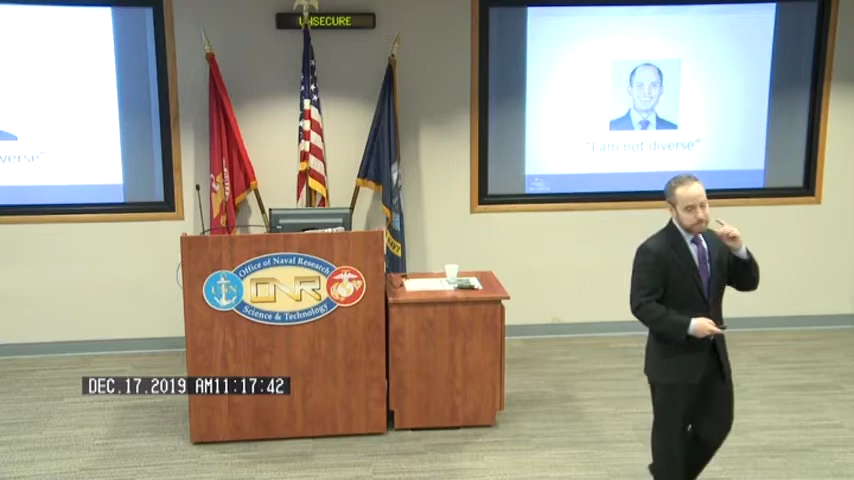 UNSECURE
verse"
"I am not diverse"
Office of Naval Research
ONR
Science & Technology
DEC.17.2019 AM11:17:42